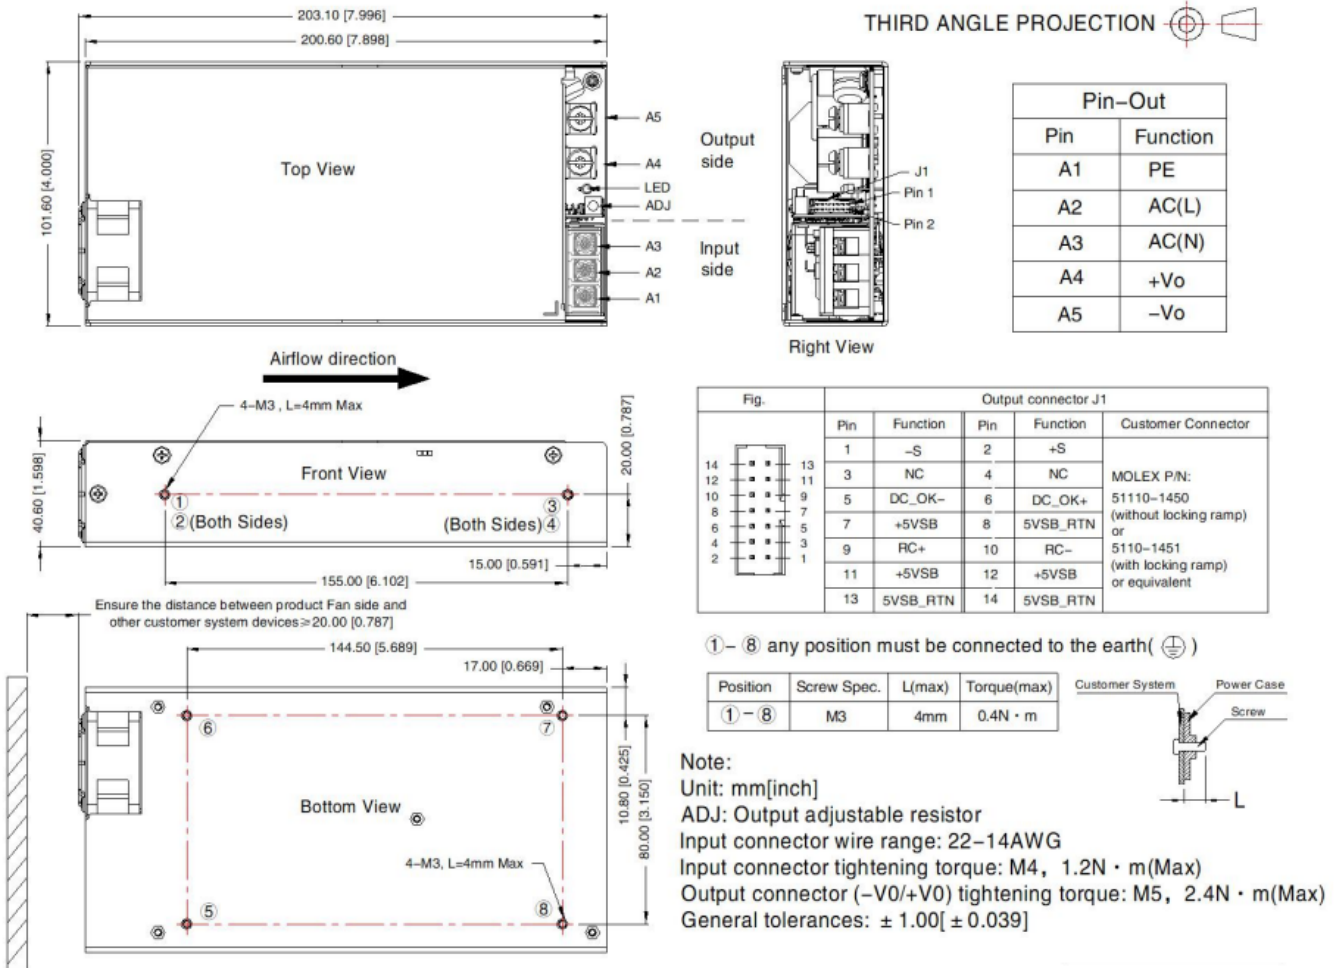 203.10 [7.996]
200.60 [7.898]
THIRD ANGLE PROJECTION
101.60 [4.000]
Top View
A5
A4
LED
ADJ
A3
A2
A1
Output
side
Input
side
J1
Pin 1
Pin 2
Right View
Pin-Out
Pin Function
A1 PE
A2 AC(L)
A3 AC(N)
A4 +Vo
A5 -Vo
Airflow direction
4-M3 , L=4mm Max
40.60 [1.598]
Front View
① ③
② (Both Sides) (Both Sides) ④
20.00 [0.787]
15.00 [0.591]
155.00 [6.102]
Fig. Output connector J1
Pin Function Pin Function Customer Connector
1 -S 2 +S
3 NC 4 NC
5 DC_OK- 6 DC_OK+
7 +5VSB 8 5VSB_RTN
9 RC+ 10 RC-
11 +5VSB 12 +5VSB
13 5VSB_RTN 14 5VSB_RTN
MOLEX P/N:
51110-1450
(without locking ramp)
or
5110-1451
(with locking ramp)
or equivalent
14 13
12 11
10 9
8 7
6 5
4 3
2 1
Ensure the distance between product Fan side and
other customer system devices≥20.00 [0.787]
144.50 [5.689]
17.00 [0.669]
⑥ ⑦
Bottom View
10.80 [0.425]
80.00 [3.150]
4-M3, L=4mm Max
⑤ ⑧
①- ⑧ any position must be connected to the earth( )
Position Screw Spec. L(max) Torque(max)
①-⑧ M3 4mm 0.4N · m
Customer System Power Case
Screw
L
Note:
Unit: mm[inch]
ADJ: Output adjustable resistor
Input connector wire range: 22-14AWG
Input connector tightening torque: M4, 1.2N · m(Max)
Output connector (-V0/+V0) tightening torque: M5, 2.4N · m(Max)
General tolerances: ± 1.00[ ± 0.039]